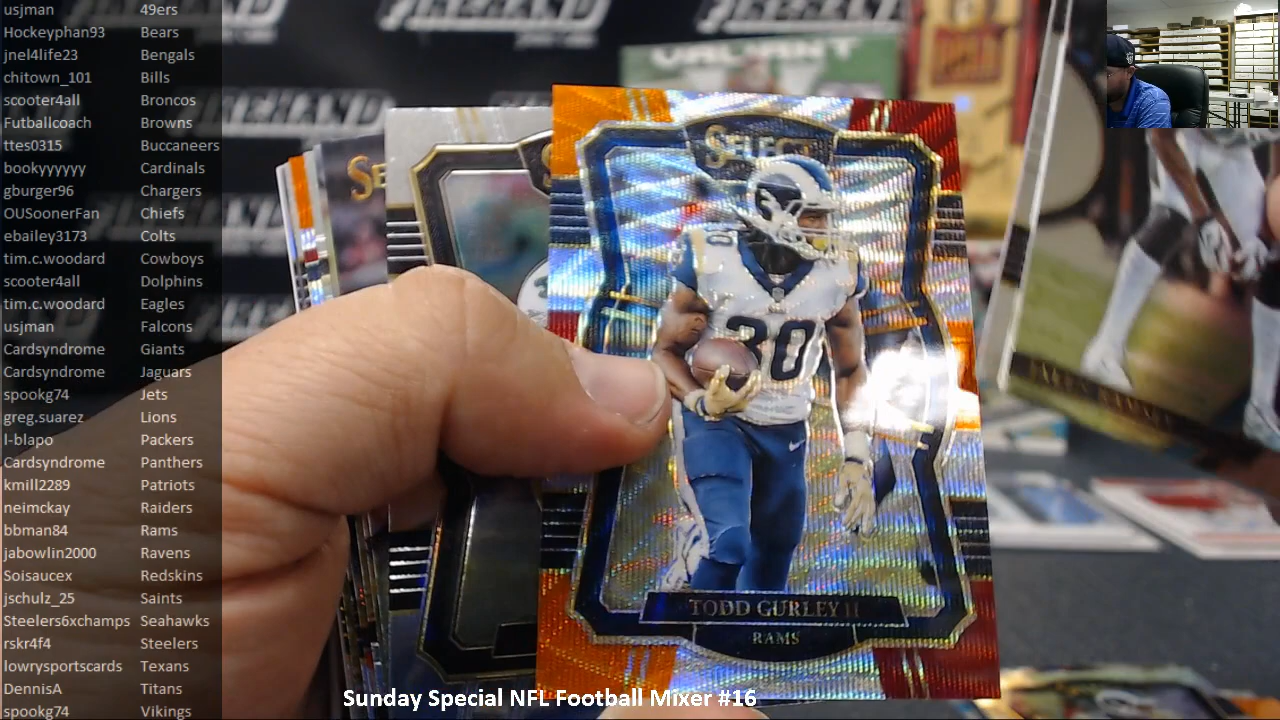 usjman 49ers
Hockeyphan93 Bears
jnel4life23 Bengals
chitown_101 Bills
scooter4all Broncos
Futballcoach Browns
ttes0315 Buccaneers
bookyyyyyy Cardinals
gburger96 Chargers
OUSoonerFan Chiefs
ebailey3173 Colts
tim.c.woodard Cowboys
scooter4all Dolphins
tim.c.woodard Eagles
usjman Falcons
Cardsyndrome Giants
Cardsyndrome Jaguars
spookg74 Jets
greg.suarez Lions
l-blapo Packers
Cardsyndrome Panthers
kmill2289 Patriots
neimckay Raiders
bbman84 Rams
jabowlin2000 Ravens
Soisaucex Redskins
jschulz_25 Saints
Steelers6xchamps Seahawks
rskr4f4 Steelers
lowrysportscards Texans
DennisA Titans
spookg74 Vikings
VALIANT
SELECT
30
TODD GURLEY II
RAMS
Sunday Special NFL Football Mixer #16